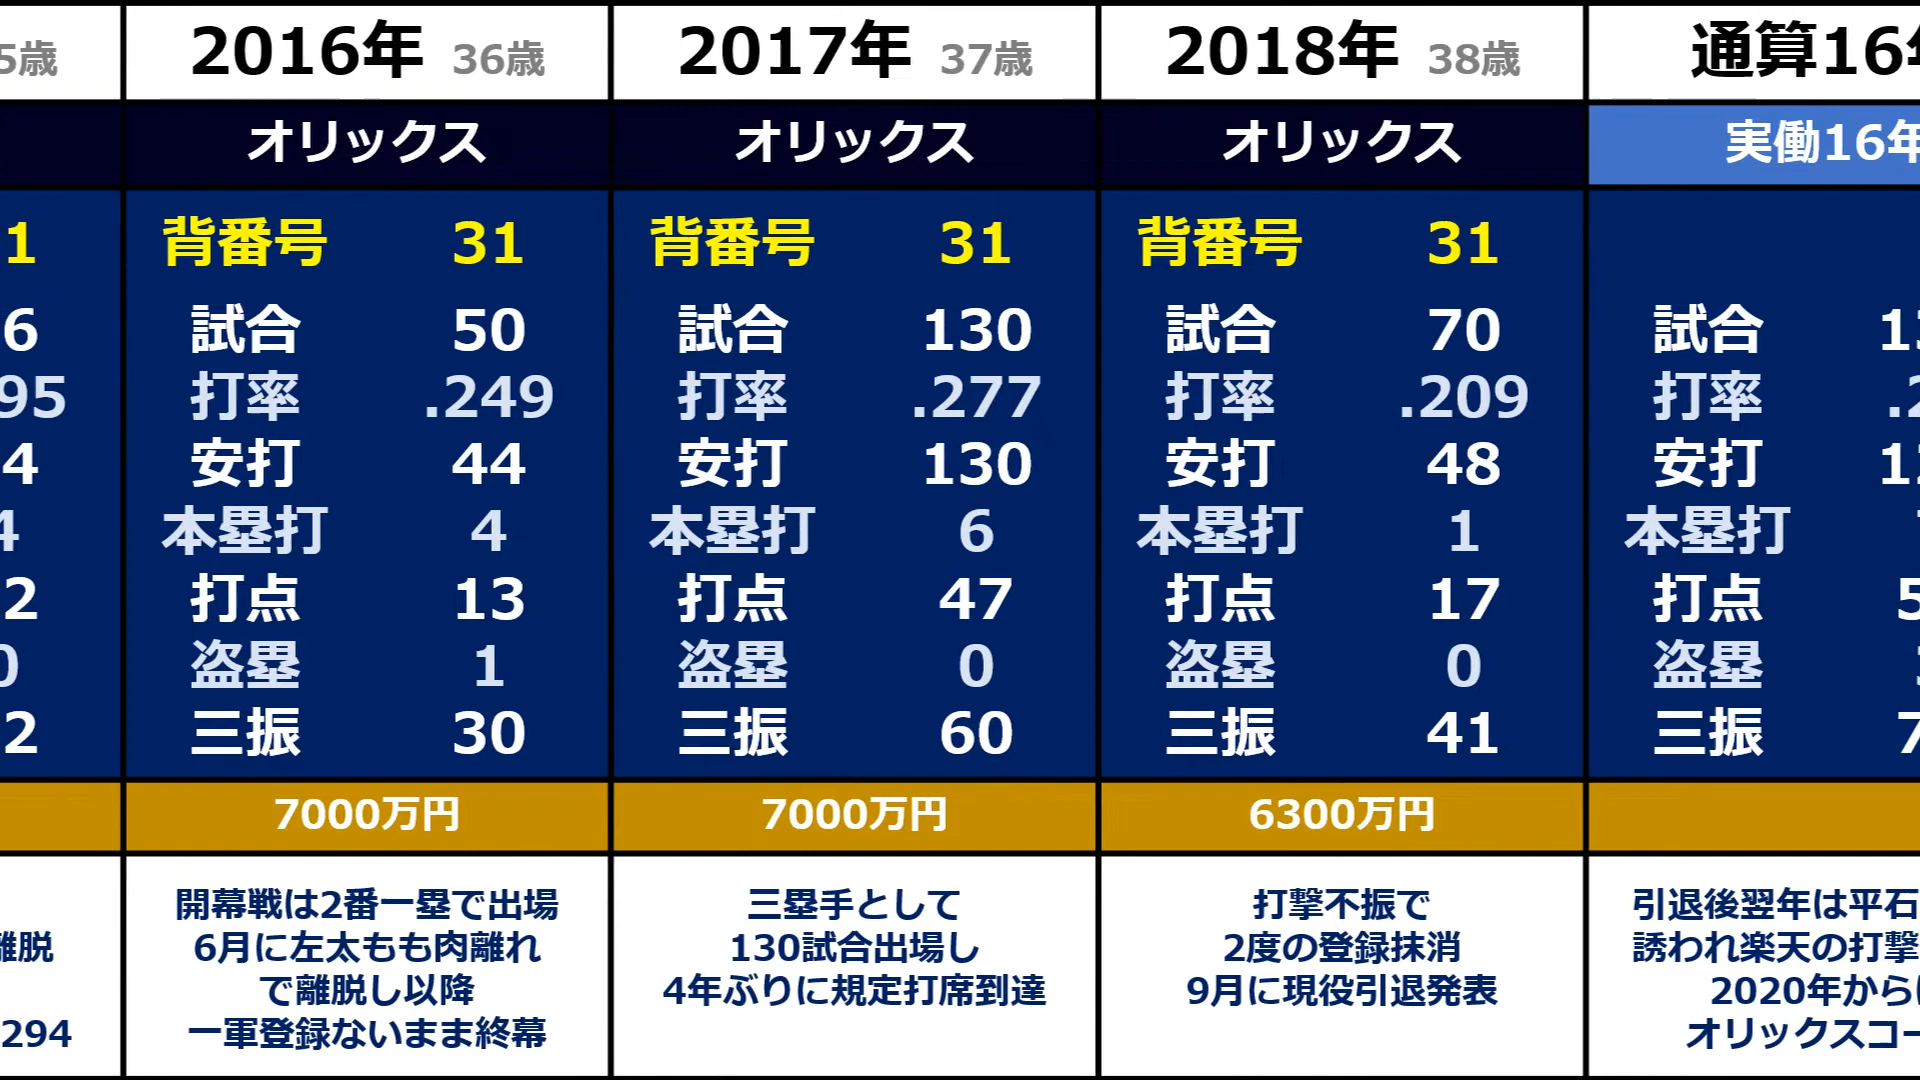 5歳
1
6
95
4
4
2
0
2
離脱
294
2016年 36歳
オリックス
背番号 31
試合 50
打率 .249
安打 44
本塁打 4
打点 13
盗塁 1
三振 30
7000万円
開幕戦は2番一塁で出場
6月に左太もも肉離れ
で離脱し以降
一軍登録ないまま終幕
2017年 37歳
オリックス
背番号 31
試合 130
打率 .277
安打 130
本塁打 6
打点 47
盗塁 0
三振 60
7000万円
三塁手として
130試合出場し
4年ぶりに規定打席到達
2018年 38歳
オリックス
背番号 31
試合 70
打率 .209
安打 48
本塁打 1
打点 17
盗塁 0
三振 41
6300万円
打撃不振で
2度の登録抹消
9月に現役引退発表
通算16年
実働16年
試合
打率
安打
本塁打
打点
盗塁
三振
引退後翌年は平石
誘われ楽天の打撃
2020年から
オリックスコー